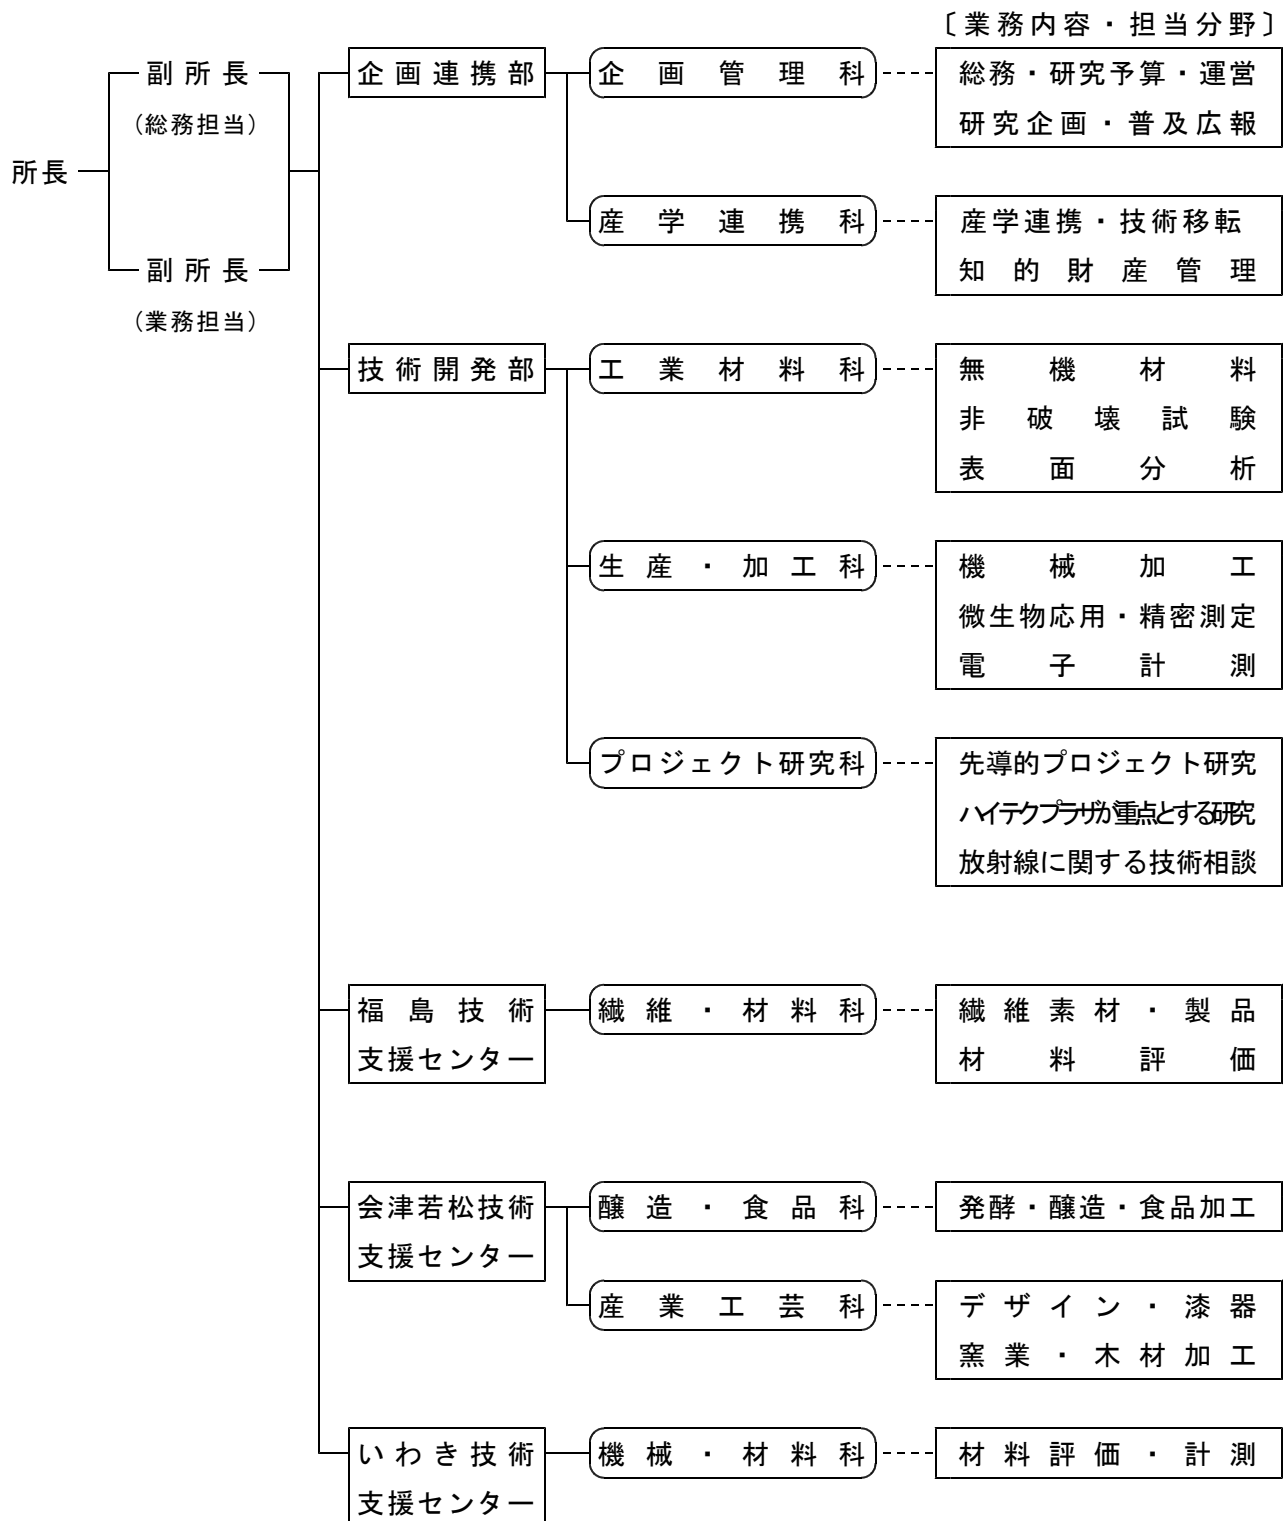 〔業務内容・担当分野〕
所長
副所長
（総務担当）
副所長
（業務担当）
企画連携部
企画管理科
総務・研究予算・運営
研究企画・普及広報
産学連携科
産学連携・技術移転
知的財産管理
技術開発部
工業材料科
無機材料
非破壊試験
表面分析
生産・加工科
機械加工
微生物応用・精密測定
電子計測
プロジェクト研究科
先導的プロジェクト研究
ハイテクプラザが重点とする研究
放射線に関する技術相談
福島技術
支援センター
繊維・材料科
繊維素材・製品
材料評価
会津若松技術
支援センター
醸造・食品科
発酵・醸造・食品加工
産業工芸科
デザイン・漆器
窯業・木材加工
いわき技術
支援センター
機械・材料科
材料評価・計測